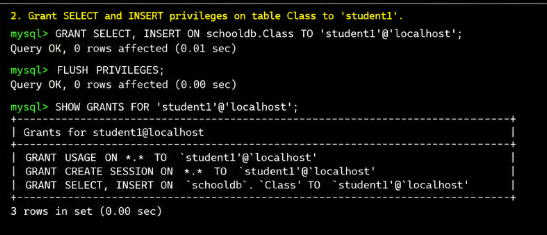 2. Grant SELECT and INSERT privileges on table Class to 'student1'.
mysql> GRANT SELECT, INSERT ON schooldb.Class TO 'student1'@'localhost';
Query OK, 0 rows affected (0.01 sec)
mysql> FLUSH PRIVILEGES;
Query OK, 0 rows affected (0.00 sec)
mysql> SHOW GRANTS FOR 'student1'@'localhost';
+-----------------------------------------------------------------------+
| Grants for student1@localhost |
+-----------------------------------------------------------------------+
| GRANT USAGE ON *.* TO `student1'@`localhost' |
| GRANT CREATE SESSION ON *.* TO `student1'@`localhost' |
| GRANT SELECT, INSERT ON `schooldb`.`Class' TO `student1'@`localhost' |
+-----------------------------------------------------------------------+
3 rows in set (0.00 sec)